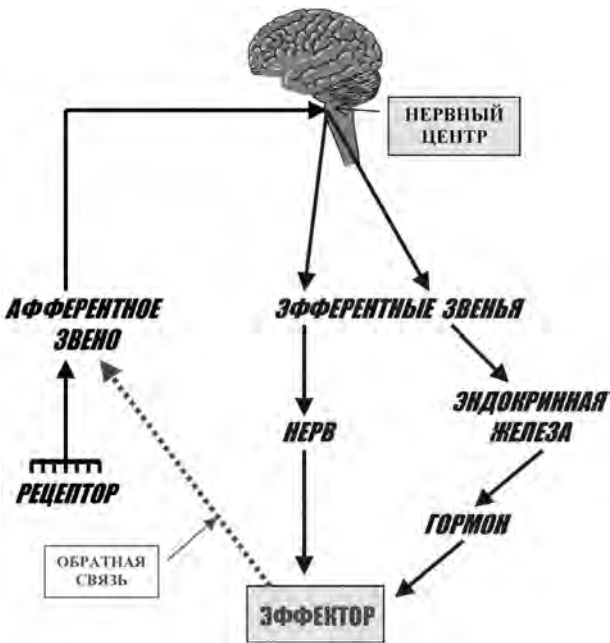 НЕРВНЫЙ
ЦЕНТР
АФФЕРЕНТНОЕ
ЗВЕНО
ЭФФЕРЕНТНЫЕ ЗВЕНЬЯ
ЭНДОКРИННАЯ
ЖЕЛЕЗА
НЕРВ
РЕЦЕПТОР
ГОРМОН
ОБРАТНАЯ
СВЯЗЬ
ЭФФЕКТОР